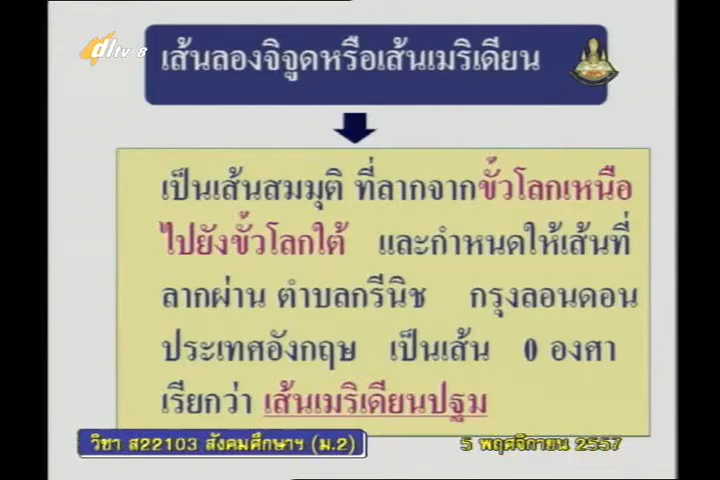 dltv-8
เส้นลองจิจูดหรือเส้นเมริเดียน
เป็นเส้นสมมุติ ที่ลากจากขั้วโลกเหนือ
ไปยังขั้วโลกใต้ และกำหนดให้เส้นที่
ลากผ่าน ตำบลกรีนิช กรุงลอนดอน
ประเทศอังกฤษ เป็นเส้น 0 องศา
เรียกว่า เส้นเมริเดียนปฐม
วิชา ส22103 สังคมศึกษาฯ (ม.2) 5 พฤศจิกายน 2557